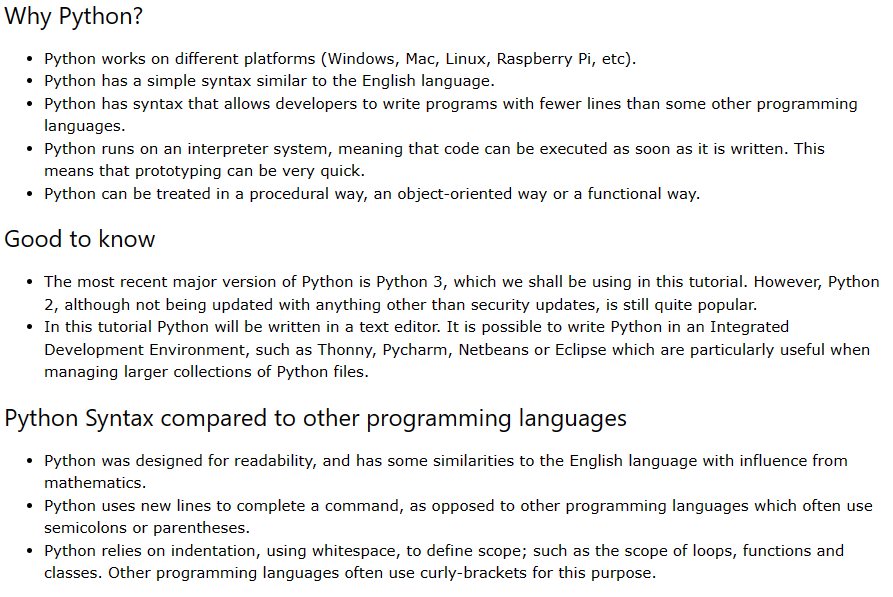 Why Python?
• Python works on different platforms (Windows, Mac, Linux, Raspberry Pi, etc).
• Python has a simple syntax similar to the English language.
• Python has syntax that allows developers to write programs with fewer lines than some other programming
languages.
• Python runs on an interpreter system, meaning that code can be executed as soon as it is written. This
means that prototyping can be very quick.
• Python can be treated in a procedural way, an object-oriented way or a functional way.
Good to know
• The most recent major version of Python is Python 3, which we shall be using in this tutorial. However, Python
2, although not being updated with anything other than security updates, is still quite popular.
• In this tutorial Python will be written in a text editor. It is possible to write Python in an Integrated
Development Environment, such as Thonny, Pycharm, Netbeans or Eclipse which are particularly useful when
managing larger collections of Python files.
Python Syntax compared to other programming languages
• Python was designed for readability, and has some similarities to the English language with influence from
mathematics.
• Python uses new lines to complete a command, as opposed to other programming languages which often use
semicolons or parentheses.
• Python relies on indentation, using whitespace, to define scope; such as the scope of loops, functions and
classes. Other programming languages often use curly-brackets for this purpose.